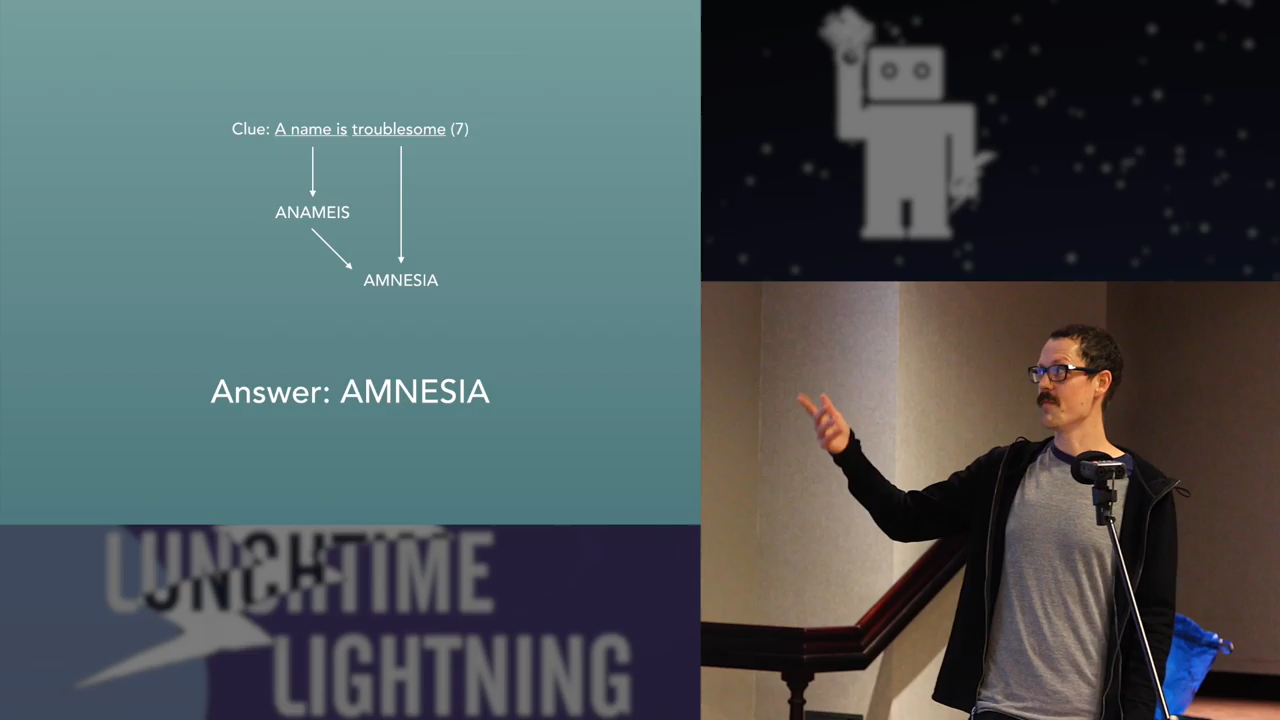 Clue: A name is troublesome (7)
ANAMEIS
AMNESIA
Answer: AMNESIA
LUNCHTIME
LIGHTNING